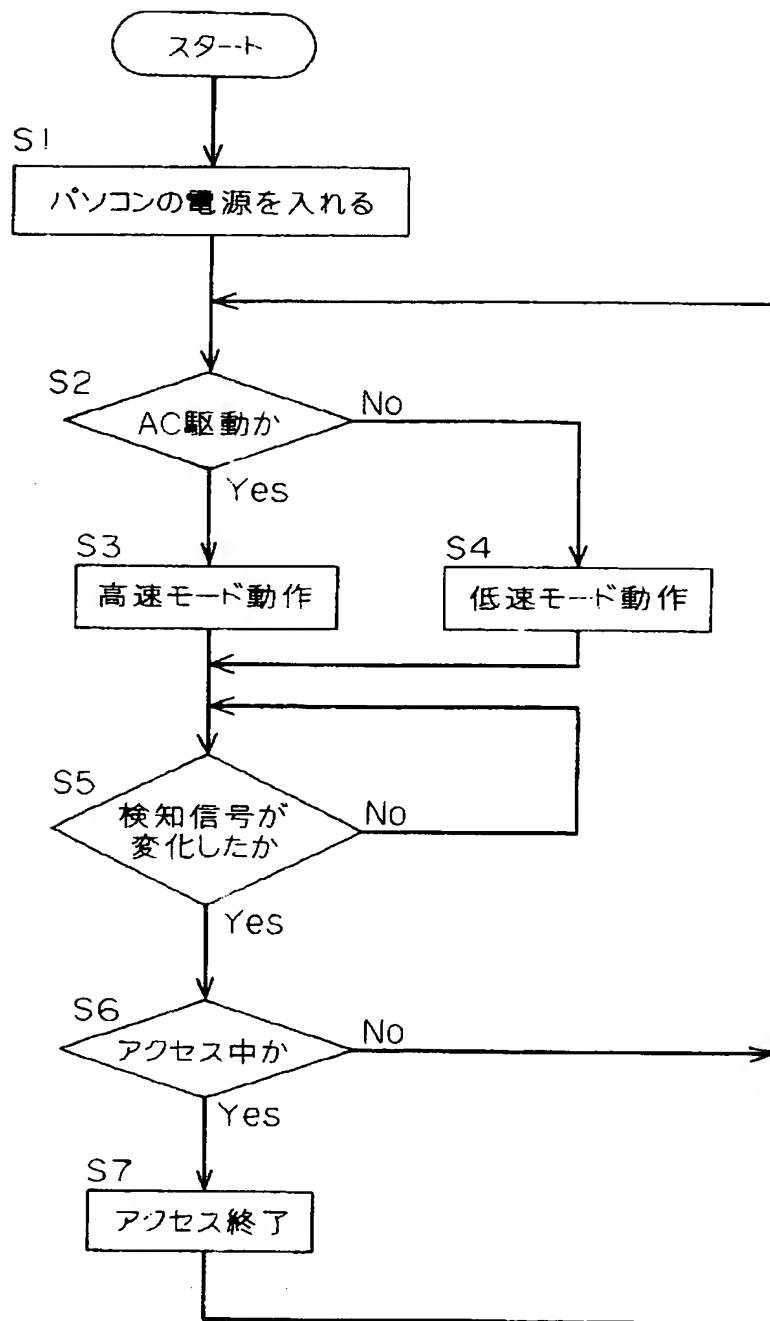 スタート
S1
パソコンの電源を入れる
S2
AC駆動か
No
Yes
S3
高速モード動作
S4
低速モード動作
S5
検知信号が
変化したか
No
Yes
S6
アクセス中か
No
Yes
S7
アクセス終了